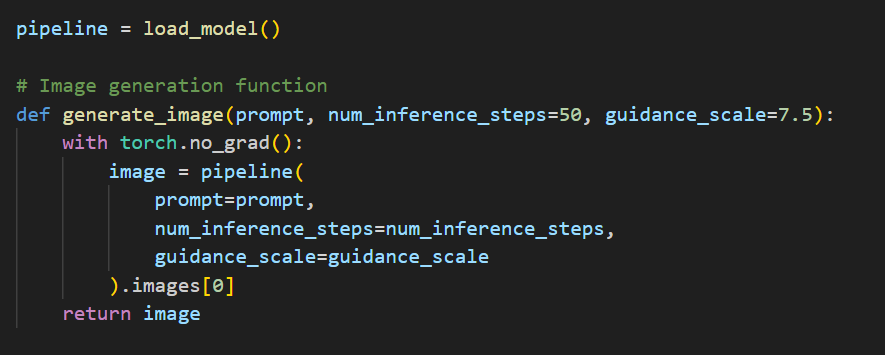 pipeline = load_model()
# Image generation function
def generate_image(prompt, num_inference_steps=50, guidance_scale=7.5):
    with torch.no_grad():
        image = pipeline(
            prompt=prompt,
            num_inference_steps=num_inference_steps,
            guidance_scale=guidance_scale
        ).images[0]
    return image